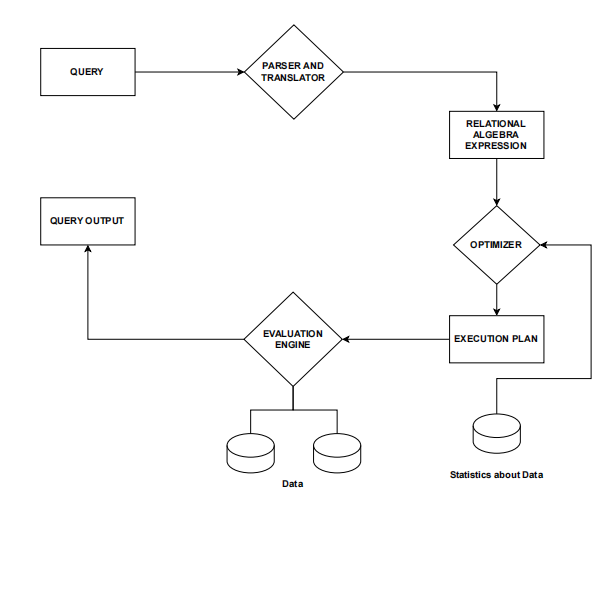 QUERY
PARSER AND
TRANSLATOR
RELATIONAL
ALGEBRA
EXPRESSION
QUERY OUTPUT
OPTIMIZER
EVALUATION
ENGINE
EXECUTION PLAN
Statistics about Data
Data